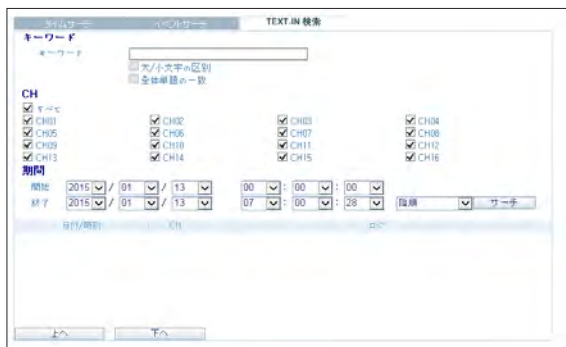 タイムサーチ イベントサーチ TEXT-IN 検索
キーワード
キーワード
大/小文字の区別
全体単語の一致
CH
すべて
CH01 CH02 CH03 CH04
CH05 CH06 CH07 CH08
CH09 CH10 CH11 CH12
CH13 CH14 CH15 CH16
期間
開始 2015 / 01 / 13 00 : 00 : 00
終了 2015 / 01 / 13 07 : 00 : 28 降順 サーチ
日付/時刻 CH ログ
上へ 下へ